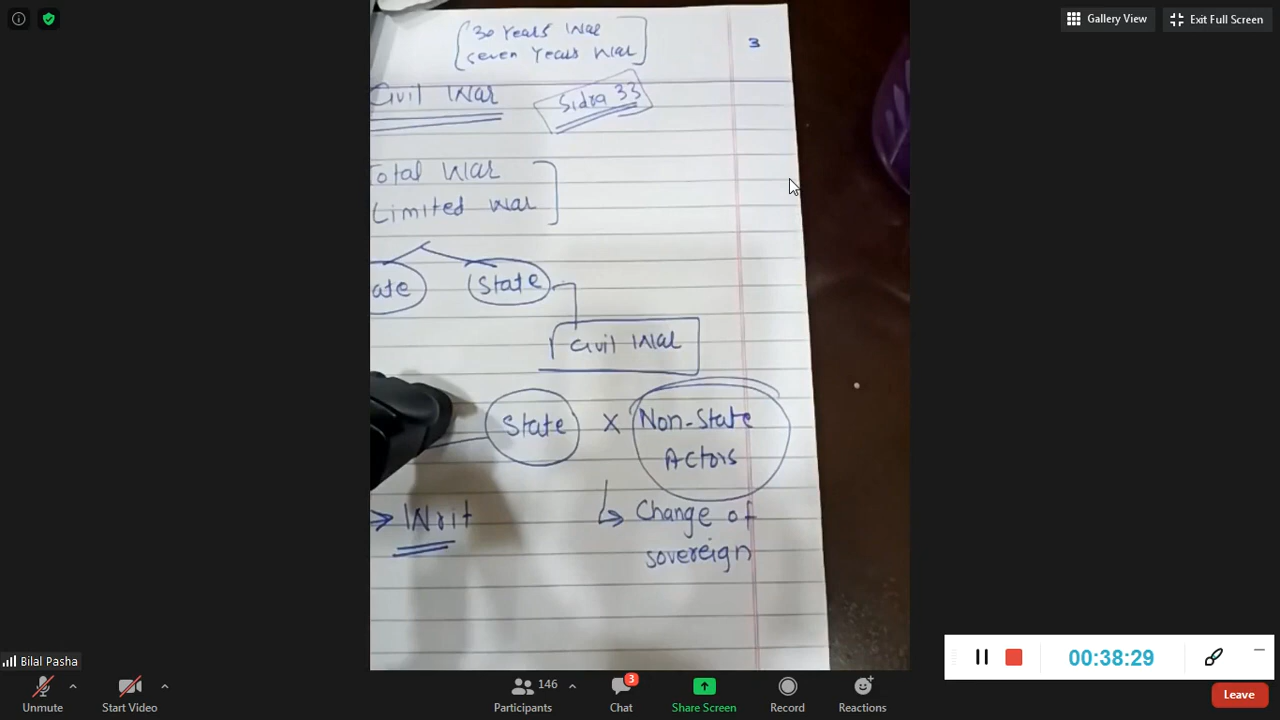 Gallery View
Exit Full Screen
30 Years War
Seven Years War
3
Civil War
Sidra 33
Total War
Limited War
ate
State
Civil War
State X Non-State
Actors
→ Writ
Change of
sovereign
Bilal Pasha
00:38:29
Unmute
Start Video
146
Participants
3
Chat
Share Screen
Record
Reactions
Leave